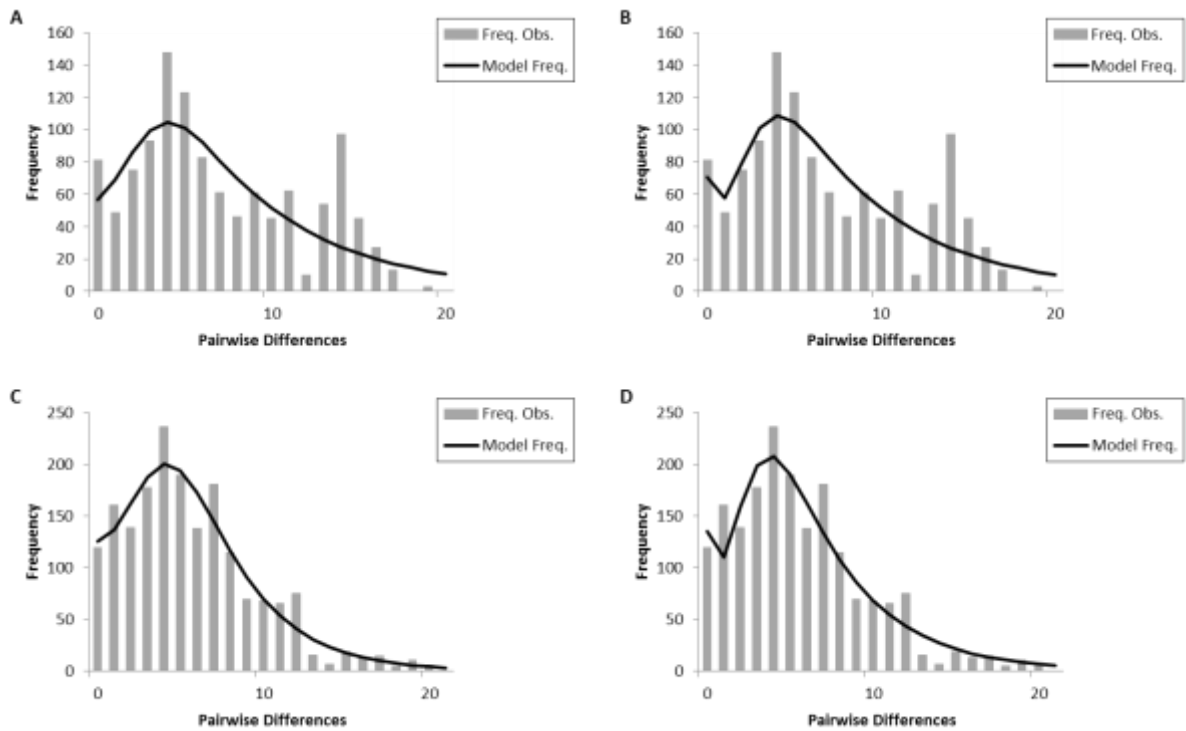 A
Frequency
160
140
120
100
80
60
40
20
0
Freq. Obs.
Model Freq.
0 10 20
Pairwise Differences
B
Frequency
160
140
120
100
80
60
40
20
0
Freq. Obs.
Model Freq.
0 10 20
Pairwise Differences
C
Frequency
250
200
150
100
50
0
Freq. Obs.
Model Freq.
0 10 20
Pairwise Differences
D
Frequency
250
200
150
100
50
0
Freq. Obs.
Model Freq.
0 10 20
Pairwise Differences